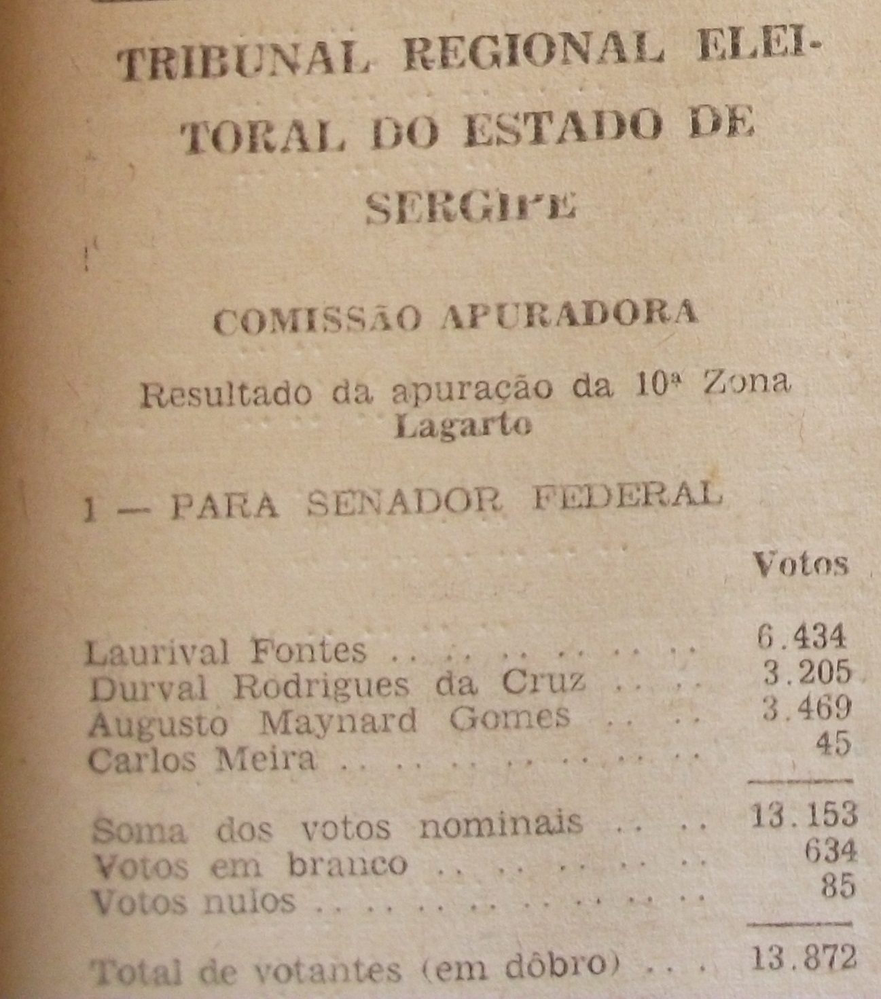 TRIBUNAL REGIONAL ELEI-
TORAL DO ESTADO DE
SERGIPE
COMISSÃO APURADORA
Resultado da apuração da 10ª Zona
Lagarto
1 — PARA SENADOR FEDERAL
Votos
Laurival Fontes .. .. .. .. .. .. 6.434
Durval Rodrigues da Cruz .. .. 3.205
Augusto Maynard Gomes .. .. 3.469
Carlos Meira .. .. .. .. .. .. .. 45
Soma dos votos nominais .. .. 13.153
Votos em branco .. .. .. .. .. 634
Votos nulos .. .. .. .. .. .. .. .. 85
Total de votantes (em dôbro) .. . 13.872